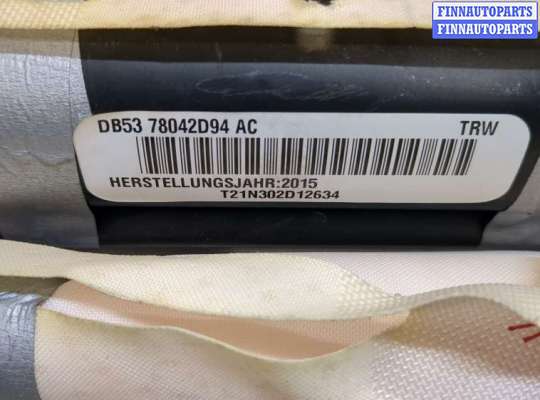 FINNAUTOPARTS
FINNAUTOPARTS
DB53 78042D94 AC TRW
HERSTELLUNGSJAHR:2015
T21N302D12634